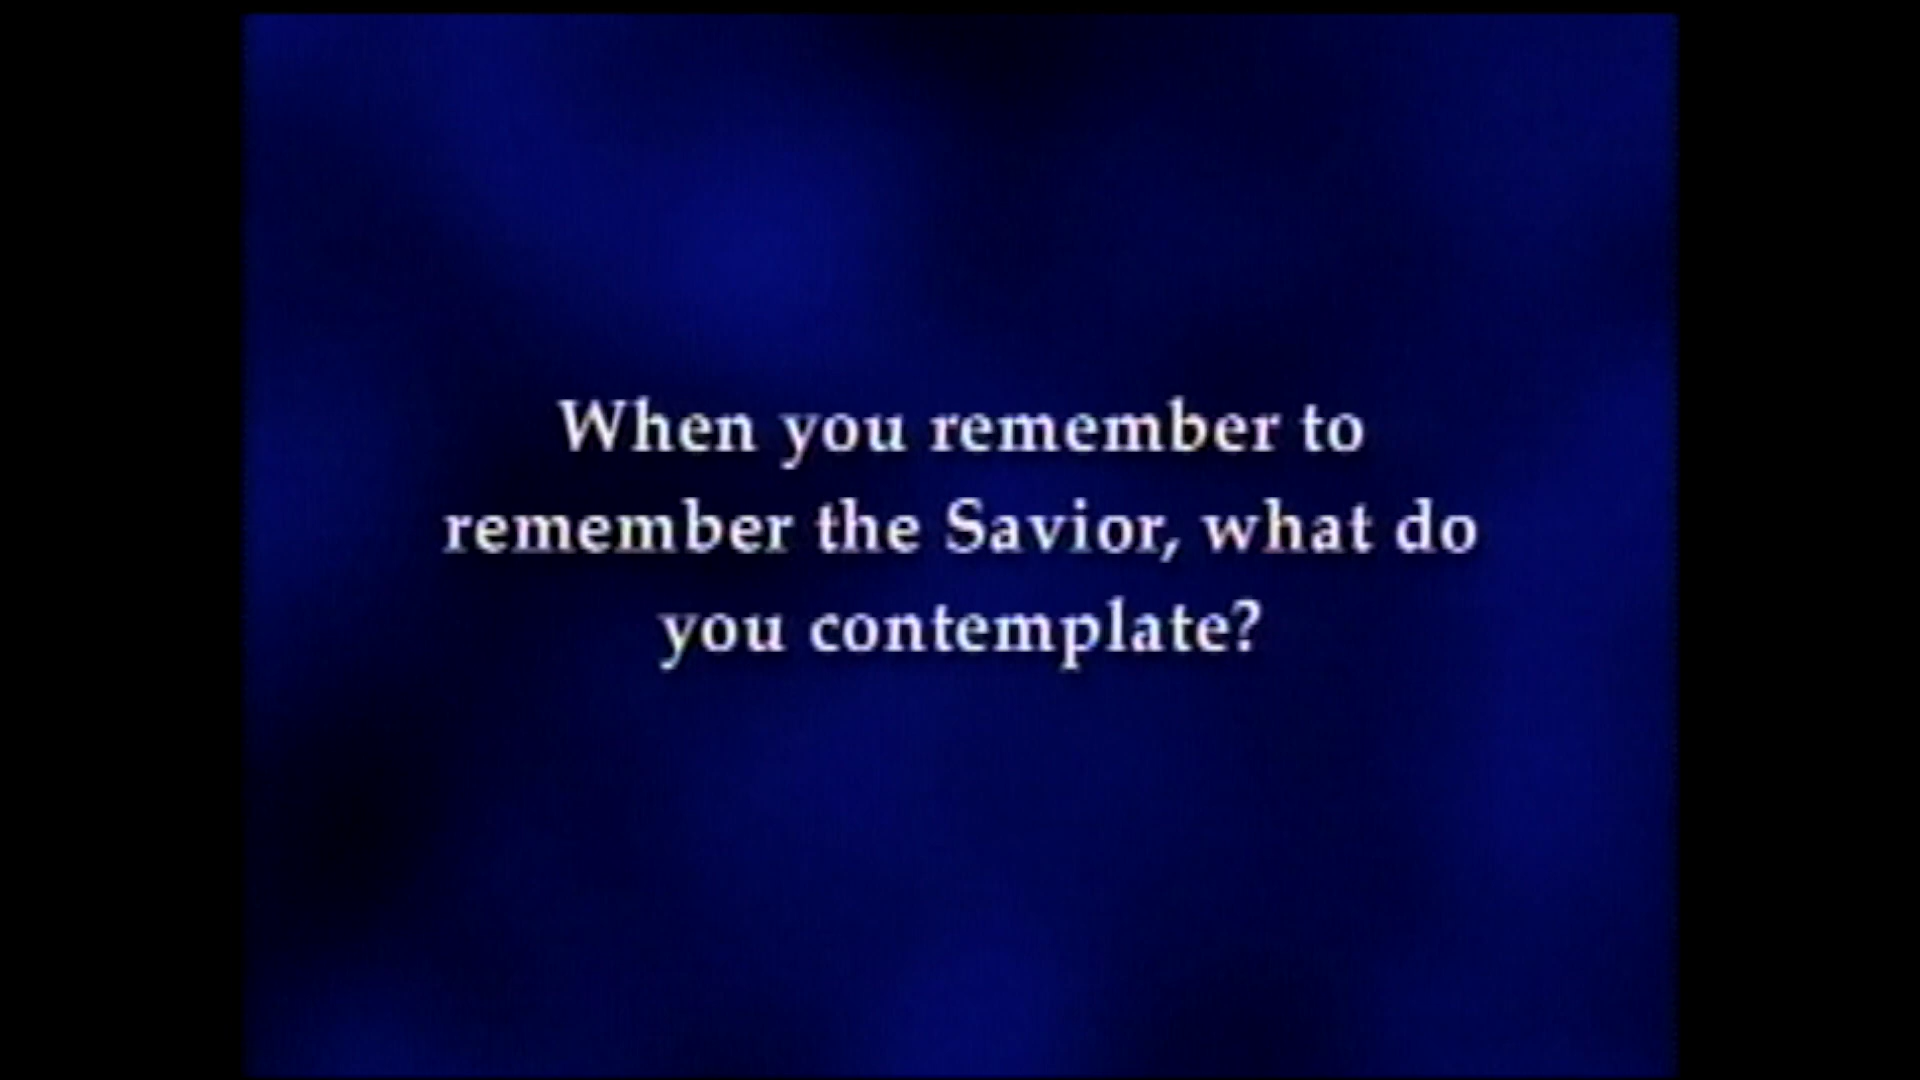 When you remember to
remember the Savior, what do
you contemplate?